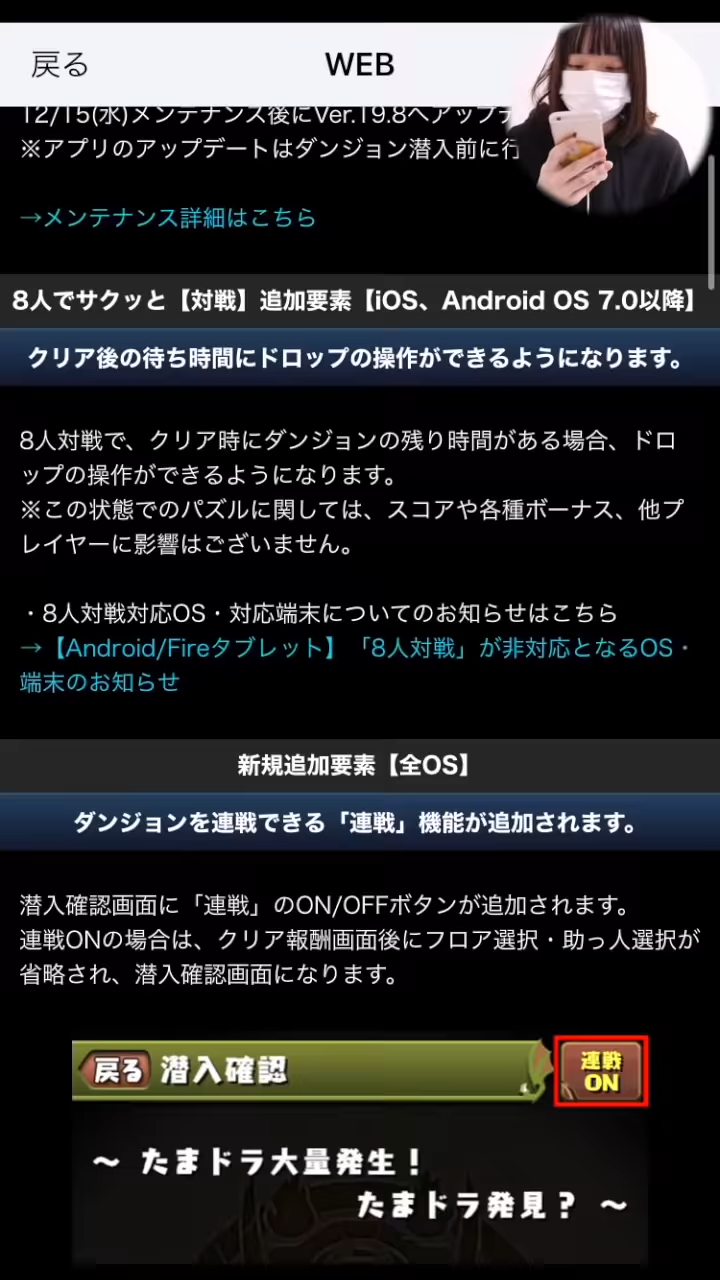 戻る
WEB
12/15(水)メンテナンス後にVer.19.8へアップデ
※アプリのアップデートはダンジョン潜入前に行
→メンテナンス詳細はこちら
8人でサクッと【対戦】追加要素【iOS、Android OS 7.0以降】
クリア後の待ち時間にドロップの操作ができるようになります。
8人対戦で、クリア時にダンジョンの残り時間がある場合、ドロ
ップの操作ができるようになります。
※この状態でのパズルに関しては、スコアや各種ボーナス、他プ
レイヤーに影響はございません。
・8人対戦対応OS・対応端末についてのお知らせはこちら
→【Android/Fireタブレット】「8人対戦」が非対応となるOS・
端末のお知らせ
新規追加要素【全OS】
ダンジョンを連戦できる「連戦」機能が追加されます。
潜入確認画面に「連戦」のON/OFFボタンが追加されます。
連戦ONの場合は、クリア報酬画面後にフロア選択・助っ人選択が
省略され、潜入確認画面になります。
戻る 潜入確認
連戦
ON
～ たまドラ大量発生！
たまドラ発見？ ～